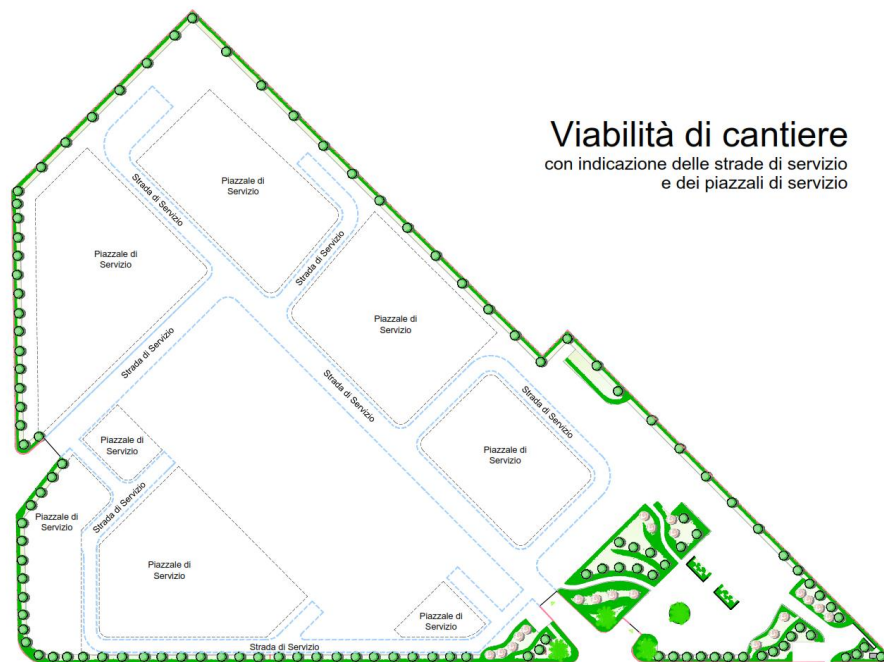 Viabilità di cantiere
con indicazione delle strade di servizio
e dei piazzali di servizio
Piazzale di
Servizio
Strada di Servizio
Strada di Servizio
Piazzale di
Servizio
Piazzale di
Servizio
Strada di Servizio
Strada di Servizio
Strada di Servizio
Piazzale di
Servizio
Piazzale di
Servizio
Piazzale di
Servizio
Strada di Servizio
Piazzale di
Servizio
Piazzale di
Servizio
Strada di Servizio